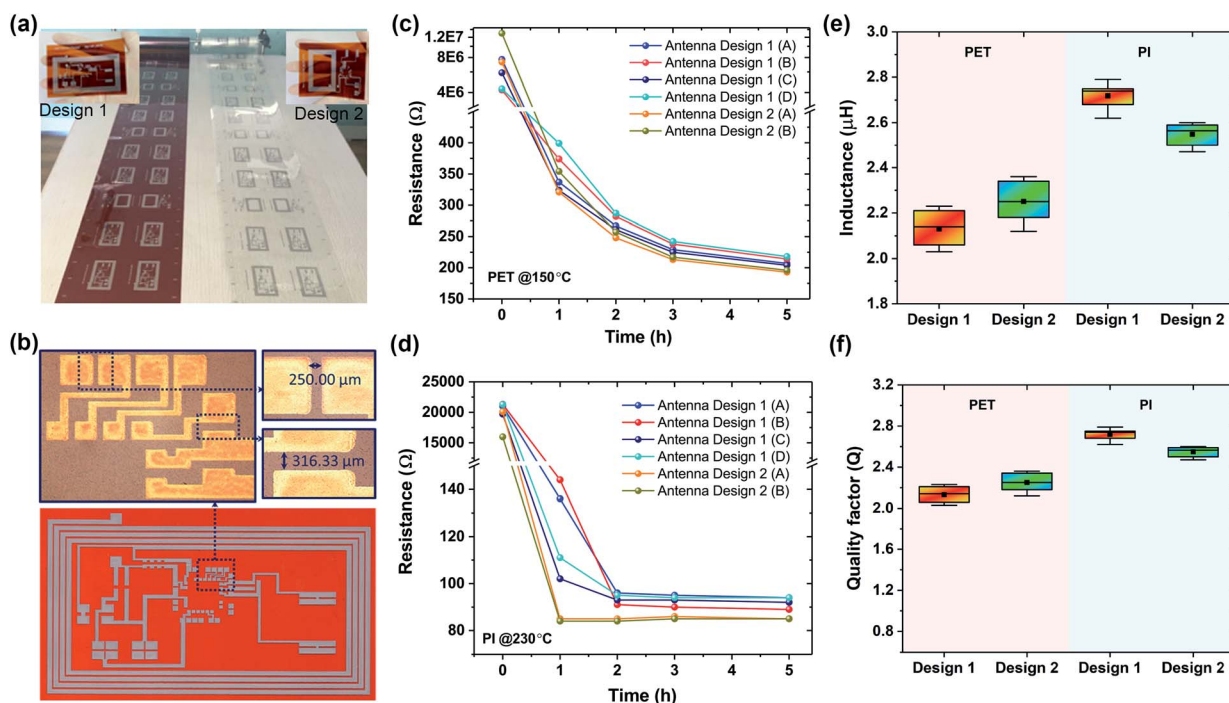 (a)
Design 1
Design 2
(b)
250.00 µm
316.33 µm
(c)
Resistance (Ω)
1.2E7
8E6
4E6
400
350
300
250
200
150
Antenna Design 1 (A)
Antenna Design 1 (B)
Antenna Design 1 (C)
Antenna Design 1 (D)
Antenna Design 2 (A)
Antenna Design 2 (B)
PET @150°C
0 1 2 3 4 5
Time (h)
(d)
Resistance (Ω)
25000
20000
15000
140
120
100
80
Antenna Design 1 (A)
Antenna Design 1 (B)
Antenna Design 1 (C)
Antenna Design 1 (D)
Antenna Design 2 (A)
Antenna Design 2 (B)
PI @230°C
0 1 2 3 4 5
Time (h)
(e)
Inductance (µH)
3.0
2.8
2.6
2.4
2.2
2.0
1.8
PET PI
Design 1 Design 2 Design 1 Design 2
(f)
Quality factor (Q)
3.2
2.8
2.4
2.0
1.6
1.2
0.8
PET PI
Design 1 Design 2 Design 1 Design 2